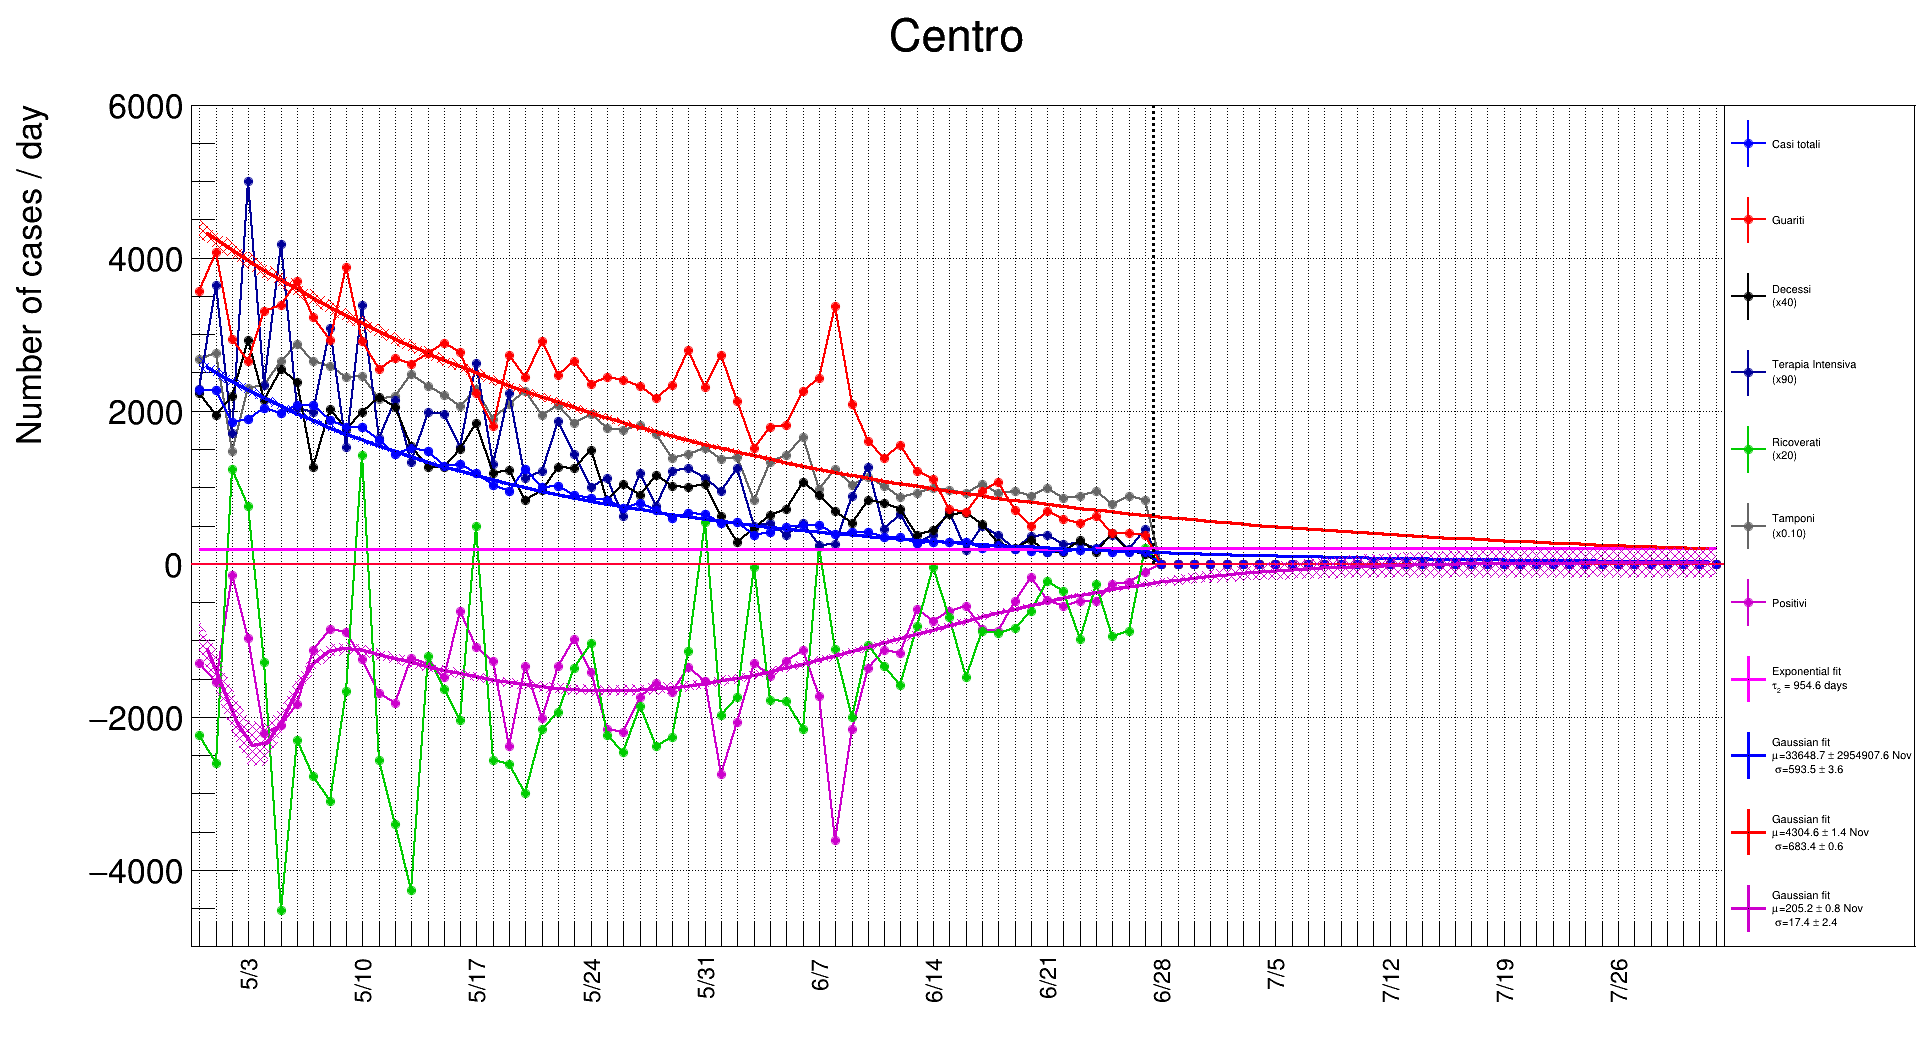 Centro
Number of cases / day
6000
4000
2000
0
−2000
−4000
5/3
5/10
5/17
5/24
5/31
6/7
6/14
6/21
6/28
7/5
7/12
7/19
7/26
Casi totali
Guariti
Decessi
(x40)
Terapia Intensiva
(x90)
Ricoverati
(x20)
Tamponi
(x0.10)
Positivi
Exponential fit
τ₂ = 954.6 days
Gaussian fit
μ=33648.7 ± 2954907.6 Nov
σ=593.5 ± 3.6
Gaussian fit
μ=4304.6 ± 1.4 Nov
σ=683.4 ± 0.6
Gaussian fit
μ=205.2 ± 0.8 Nov
σ=17.4 ± 2.4